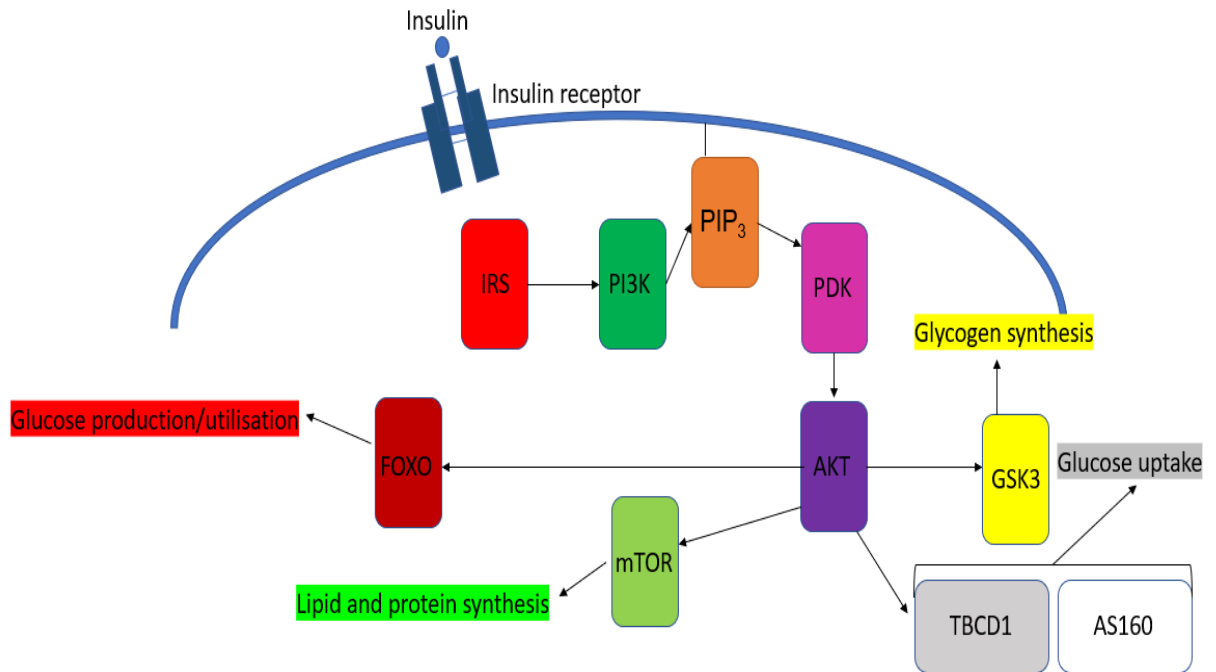 Insulin
Insulin receptor
PIP₃
IRS
PI3K
PDK
Glycogen synthesis
Glucose production/utilisation
FOXO
AKT
GSK3
Glucose uptake
mTOR
Lipid and protein synthesis
TBCD1
AS160